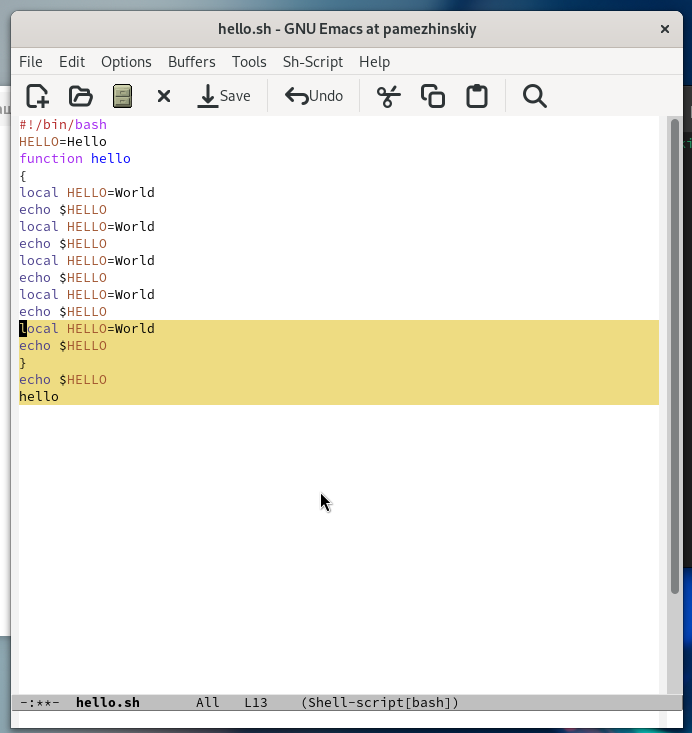 hello.sh - GNU Emacs at pamezhinskiy ×
File Edit Options Buffers Tools Sh-Script Help
Save Undo
#!/bin/bash
HELLO=Hello
function hello
{
local HELLO=World
echo $HELLO
local HELLO=World
echo $HELLO
local HELLO=World
echo $HELLO
local HELLO=World
echo $HELLO
local HELLO=World
echo $HELLO
}
echo $HELLO
hello
-:**- hello.sh All L13 (Shell-script[bash])